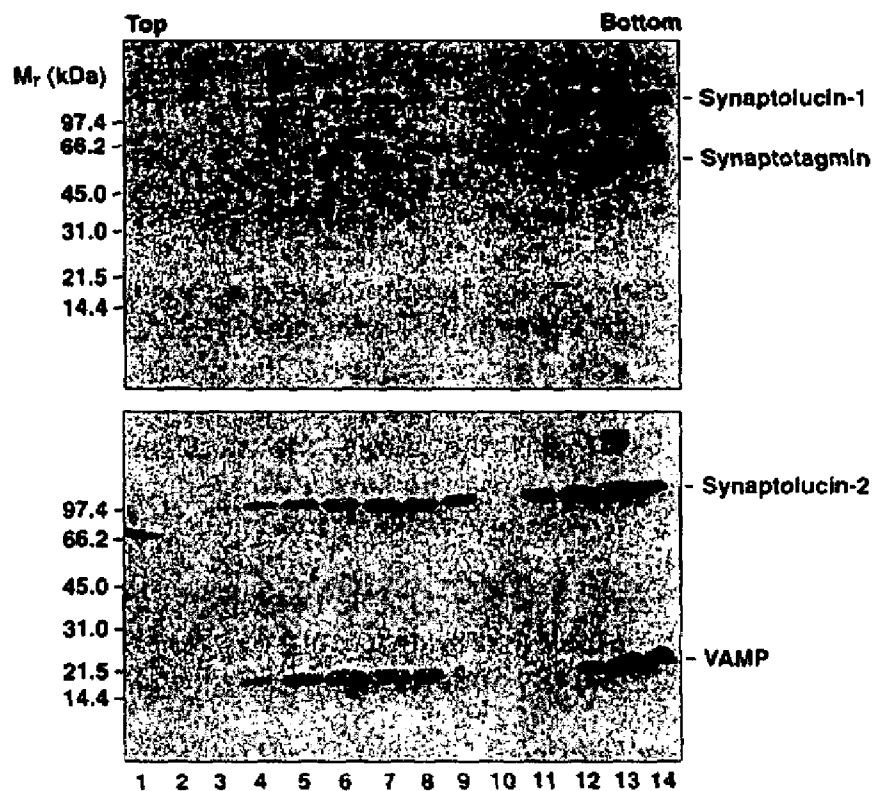 Top Bottom
Mr (kDa)
97.4
66.2
45.0
31.0
21.5
14.4
Synaptolucin-1
Synaptotagmin
97.4
66.2
45.0
31.0
21.5
14.4
Synaptolucin-2
VAMP
1 2 3 4 5 6 7 8 9 10 11 12 13 14